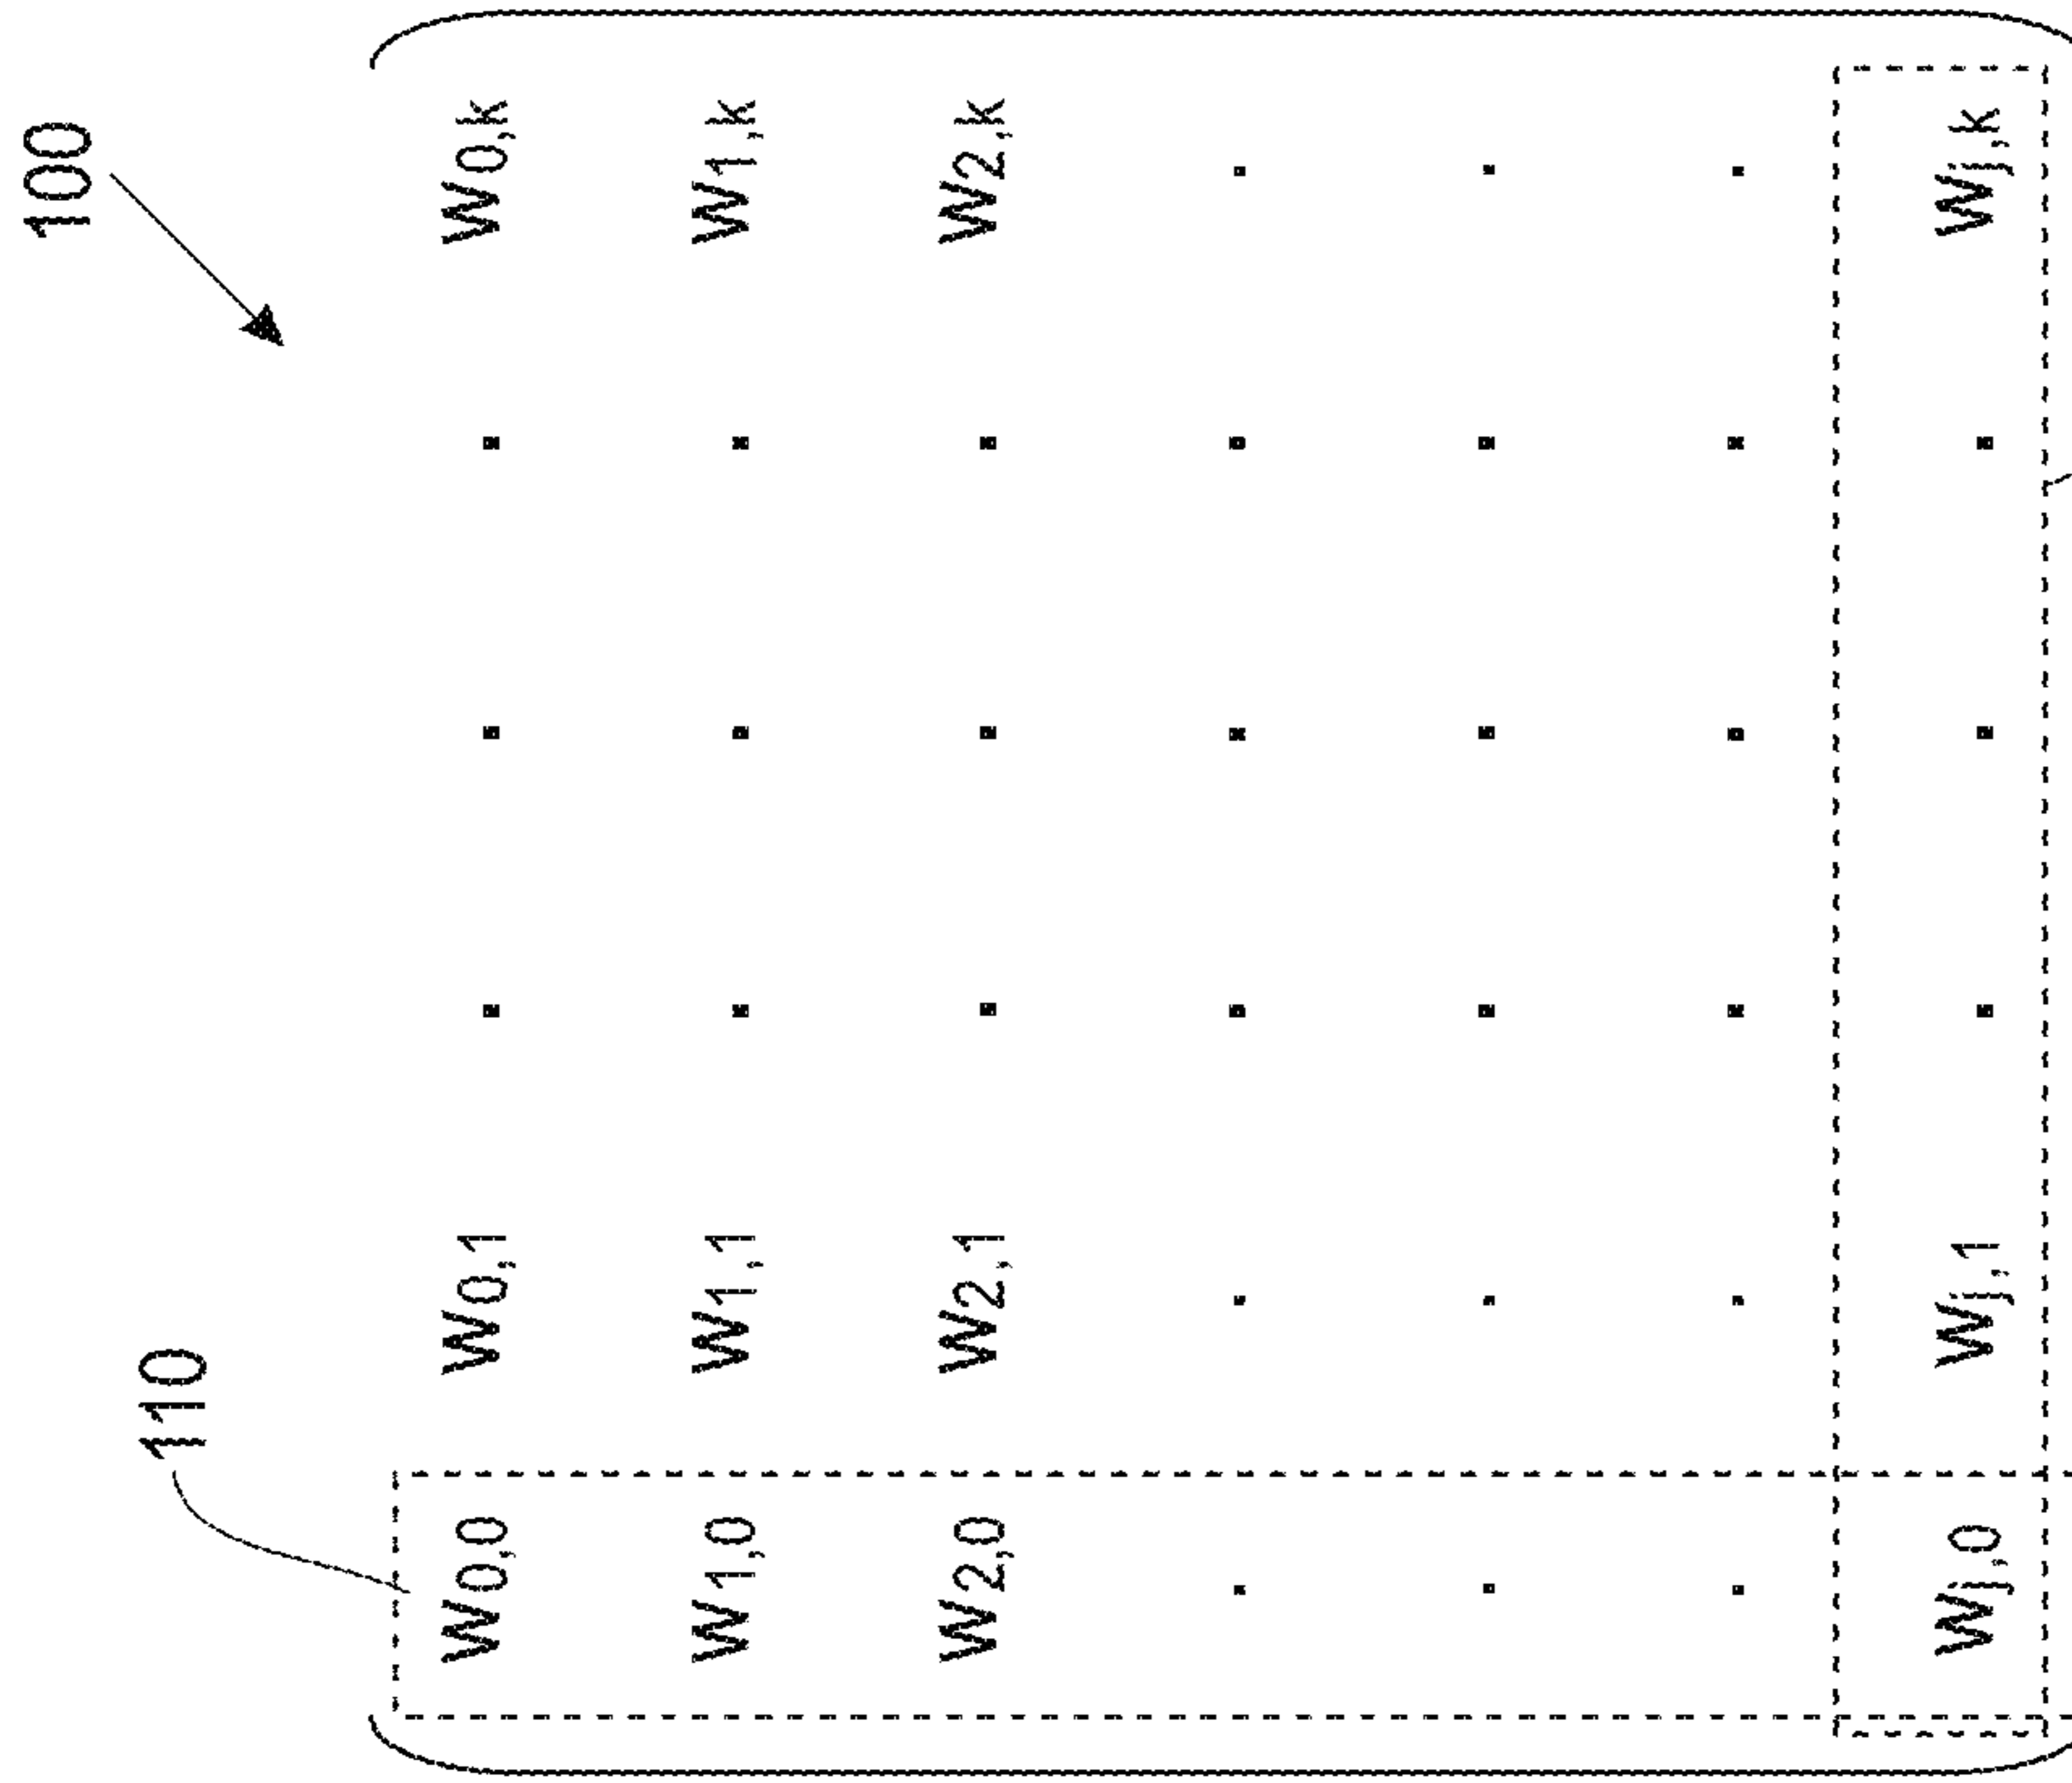 100
110
W0,0 W0,1 . . . W0,k
W1,0 W1,1 . . . W1,k
W2,0 W2,1 . . . W2,k
. . . . . .
. . . . . .
. . . . . .
Wj,0 Wj,1 . . . Wj,k